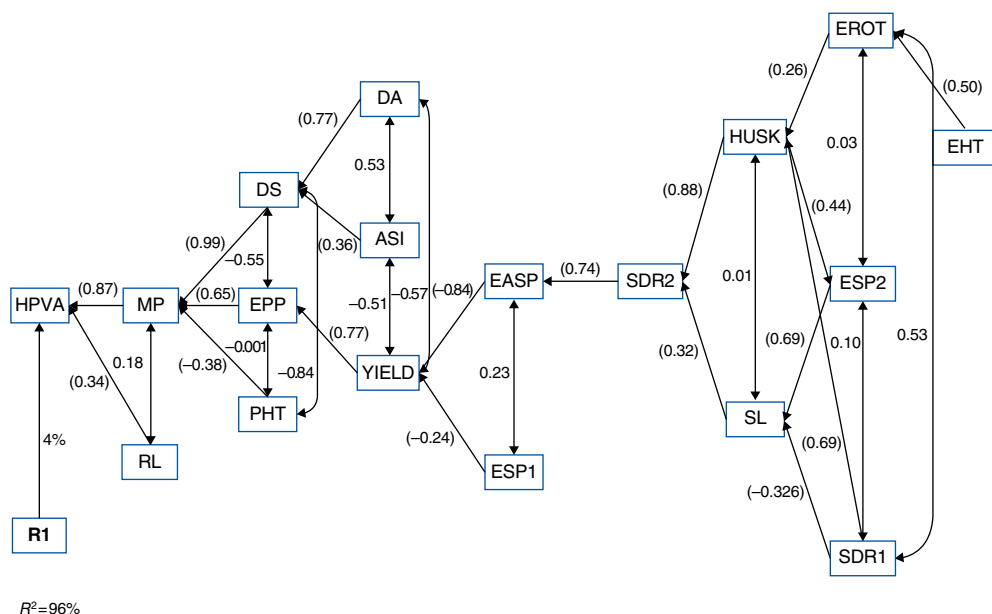 EROT
(0.26)
(0.50)
DA
(0.77)
HUSK
0.03
EHT
0.53
DS
(0.88)
(0.44)
ASI
(0.99)
(0.36)
–0.55
0.01
(0.74)
EASP
SDR2
ESP2
(0.87)
(0.65)
–0.51
–0.57
(–0.84)
HPVA
MP
EPP
(0.77)
(0.69)
0.10
0.53
–0.001
(0.32)
0.18
(–0.38)
–0.84
YIELD
0.23
(0.34)
PHT
SL
4%
(–0.24)
(0.69)
RL
ESP1
(–0.326)
R1
SDR1
R²=96%